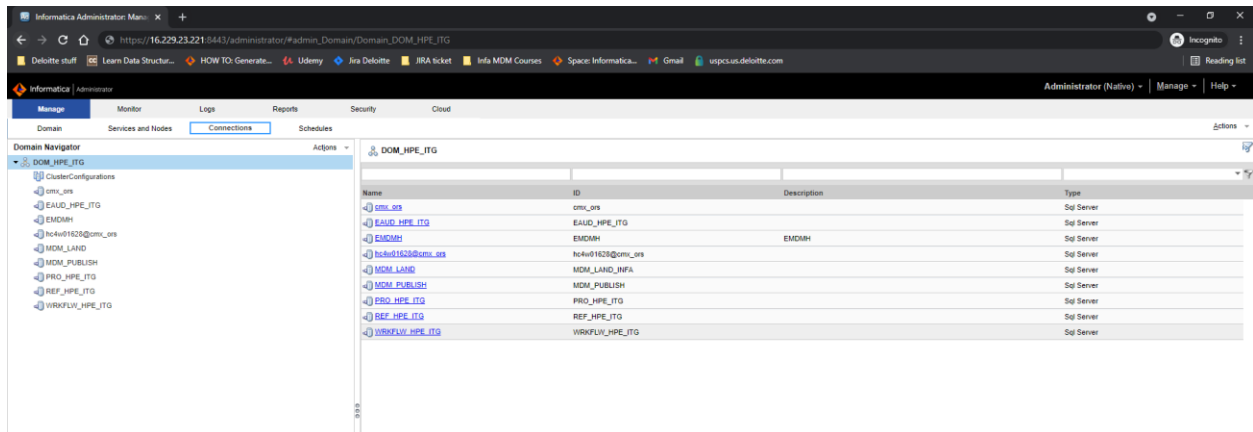 Informatica Administrator: Mana
https://16.229.23.221:8443/administrator/#admin_Domain/Domain_DOM_HPE_ITG
Incognito
Deloitte stuff Learn Data Structur... HOW TO: Generate... Udemy Jira Deloitte JIRA ticket Infa MDM Courses Space: Informatica... Gmail uspcs.us.deloitte.com Reading list
Informatica Administrator Administrator (Native) Manage Help
Manage Monitor Logs Reports Security Cloud
Domain Services and Nodes Connections Schedules Actions
Domain Navigator Actions
DOM_HPE_ITG
ClusterConfigurations
cmx_ors
EAUD_HPE_ITG
EMDMH
hc4w01628@cmx_ors
MDM_LAND
MDM_PUBLISH
PRO_HPE_ITG
REF_HPE_ITG
WRKFLW_HPE_ITG
DOM_HPE_ITG
Name ID Description Type
cmx_ors cmx_ors Sql Server
EAUD_HPE_ITG EAUD_HPE_ITG Sql Server
EMDMH EMDMH EMDMH Sql Server
hc4w01628@cmx_ors hc4w01628@cmx_ors Sql Server
MDM_LAND MDM_LAND_INFA Sql Server
MDM_PUBLISH MDM_PUBLISH Sql Server
PRO_HPE_ITG PRO_HPE_ITG Sql Server
REF_HPE_ITG REF_HPE_ITG Sql Server
WRKFLW_HPE_ITG WRKFLW_HPE_ITG Sql Server